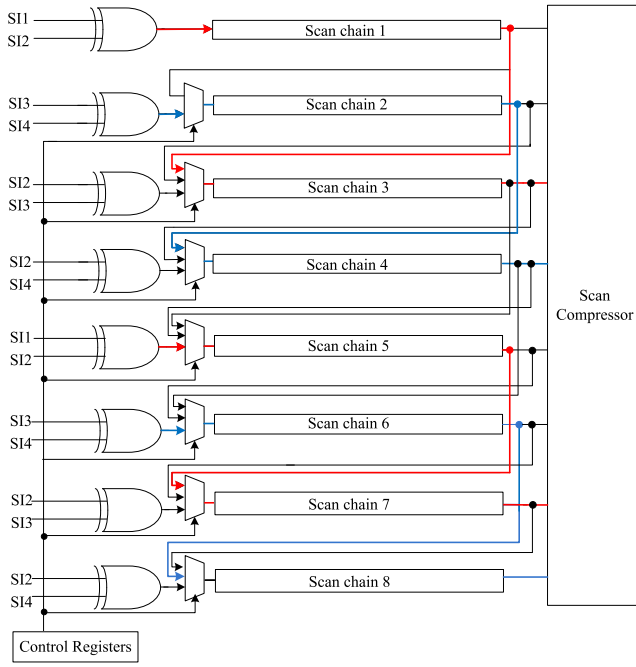 SI1
SI2
Scan chain 1
SI3
SI4
Scan chain 2
SI2
SI3
Scan chain 3
SI2
SI4
Scan chain 4
Scan
Compressor
SI1
SI2
Scan chain 5
SI3
SI4
Scan chain 6
SI2
SI3
Scan chain 7
SI2
SI4
Scan chain 8
Control Registers